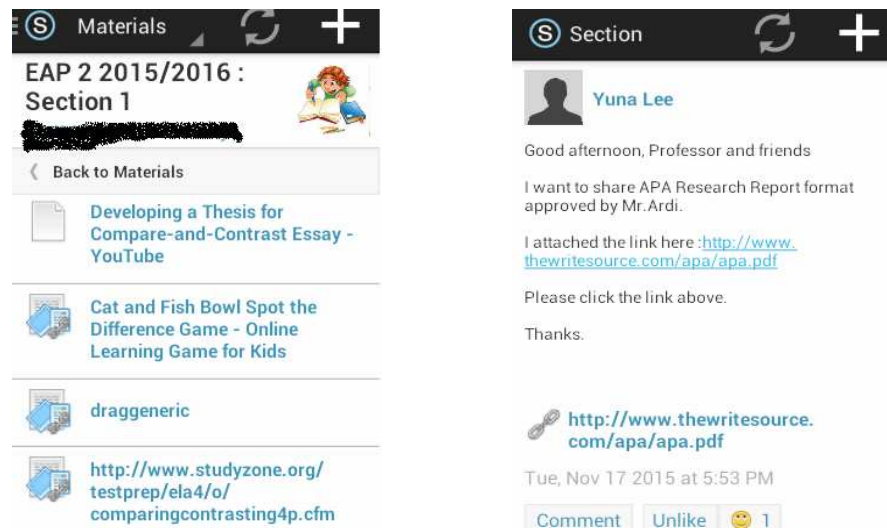 S Materials
EAP 2 2015/2016 :
Section 1
Back to Materials
Developing a Thesis for
Compare-and-Contrast Essay -
YouTube
Cat and Fish Bowl Spot the
Difference Game - Online
Learning Game for Kids
draggeneric
http://www.studyzone.org/
testprep/ela4/o/
comparingcontrasting4p.cfm
S Section
Yuna Lee
Good afternoon, Professor and friends
I want to share APA Research Report format
approved by Mr.Ardi.
I attached the link here :http://www.
thewritesource.com/apa/apa.pdf
Please click the link above.
Thanks.
http://www.thewritesource.
com/apa/apa.pdf
Tue, Nov 17 2015 at 5:53 PM
Comment Unlike 1